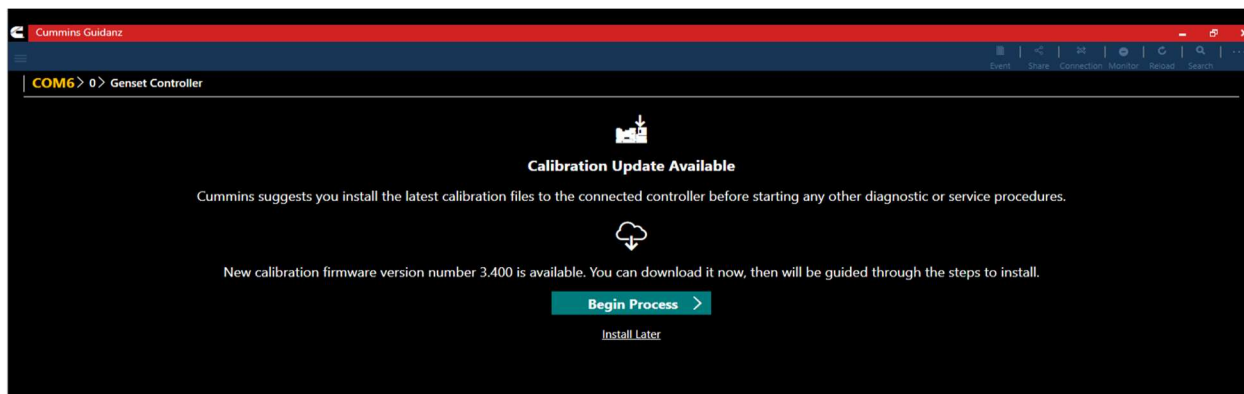 Cummins Guidanz
Event Share Connection Monitor Reload Search
COM6 > 0 > Genset Controller
Calibration Update Available
Cummins suggests you install the latest calibration files to the connected controller before starting any other diagnostic or service procedures.
New calibration firmware version number 3.400 is available. You can download it now, then will be guided through the steps to install.
Begin Process >
Install Later